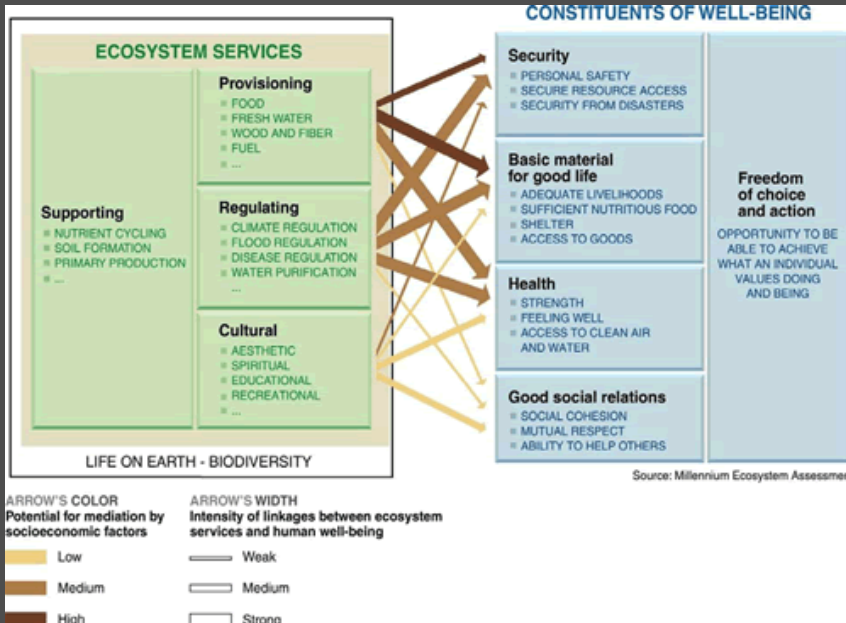 CONSTITUENTS OF WELL-BEING
ECOSYSTEM SERVICES
Supporting
NUTRIENT CYCLING
SOIL FORMATION
PRIMARY PRODUCTION
...
Provisioning
FOOD
FRESH WATER
WOOD AND FIBER
FUEL
...
Regulating
CLIMATE REGULATION
FLOOD REGULATION
DISEASE REGULATION
WATER PURIFICATION
...
Cultural
AESTHETIC
SPIRITUAL
EDUCATIONAL
RECREATIONAL
...
LIFE ON EARTH - BIODIVERSITY
Security
PERSONAL SAFETY
SECURE RESOURCE ACCESS
SECURITY FROM DISASTERS
Basic material
for good life
ADEQUATE LIVELIHOODS
SUFFICIENT NUTRITIOUS FOOD
SHELTER
ACCESS TO GOODS
Health
STRENGTH
FEELING WELL
ACCESS TO CLEAN AIR
AND WATER
Good social relations
SOCIAL COHESION
MUTUAL RESPECT
ABILITY TO HELP OTHERS
Freedom
of choice
and action
OPPORTUNITY TO BE
ABLE TO ACHIEVE
WHAT AN INDIVIDUAL
VALUES DOING
AND BEING
Source: Millennium Ecosystem Assessmen
ARROW'S COLOR
Potential for mediation by
socioeconomic factors
Low
Medium
High
ARROW'S WIDTH
Intensity of linkages between ecosystem
services and human well-being
Weak
Medium
Strong